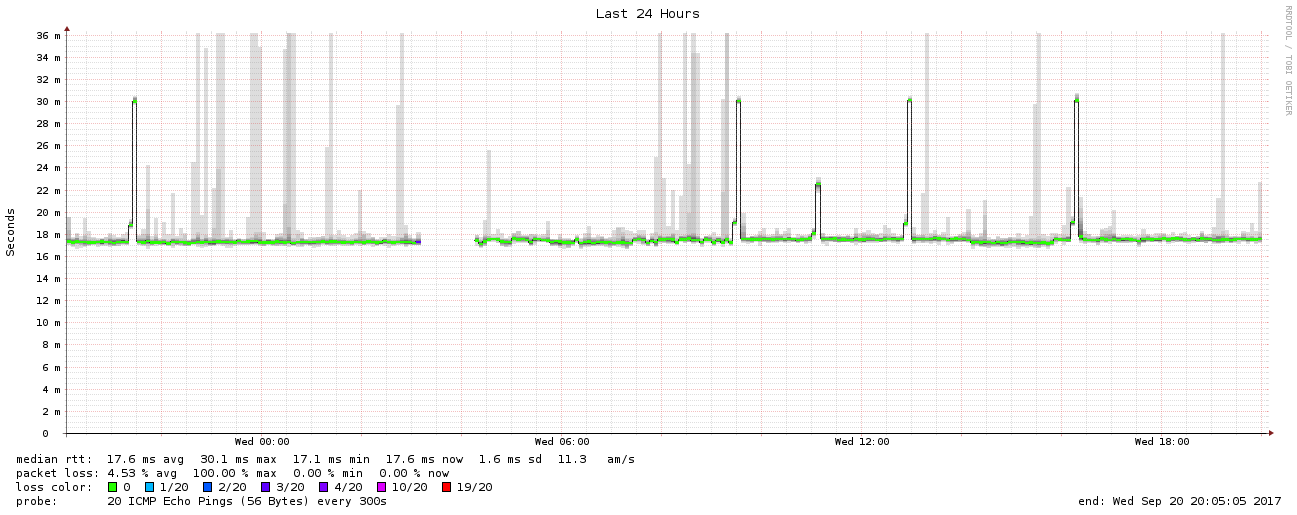 Last 24 Hours
RRDTOOL / TOBI OETIKER
Seconds
36 m
34 m
32 m
30 m
28 m
26 m
24 m
22 m
20 m
18 m
16 m
14 m
12 m
10 m
8 m
6 m
4 m
2 m
0
Wed 00:00 Wed 06:00 Wed 12:00 Wed 18:00
median rtt: 17.6 ms avg 30.1 ms max 17.1 ms min 17.6 ms now 1.6 ms sd 11.3 am/s
packet loss: 4.53 % avg 100.00 % max 0.00 % min 0.00 % now
loss color: 0 1/20 2/20 3/20 4/20 10/20 19/20
probe: 20 ICMP Echo Pings (56 Bytes) every 300s end: Wed Sep 20 20:05:05 2017